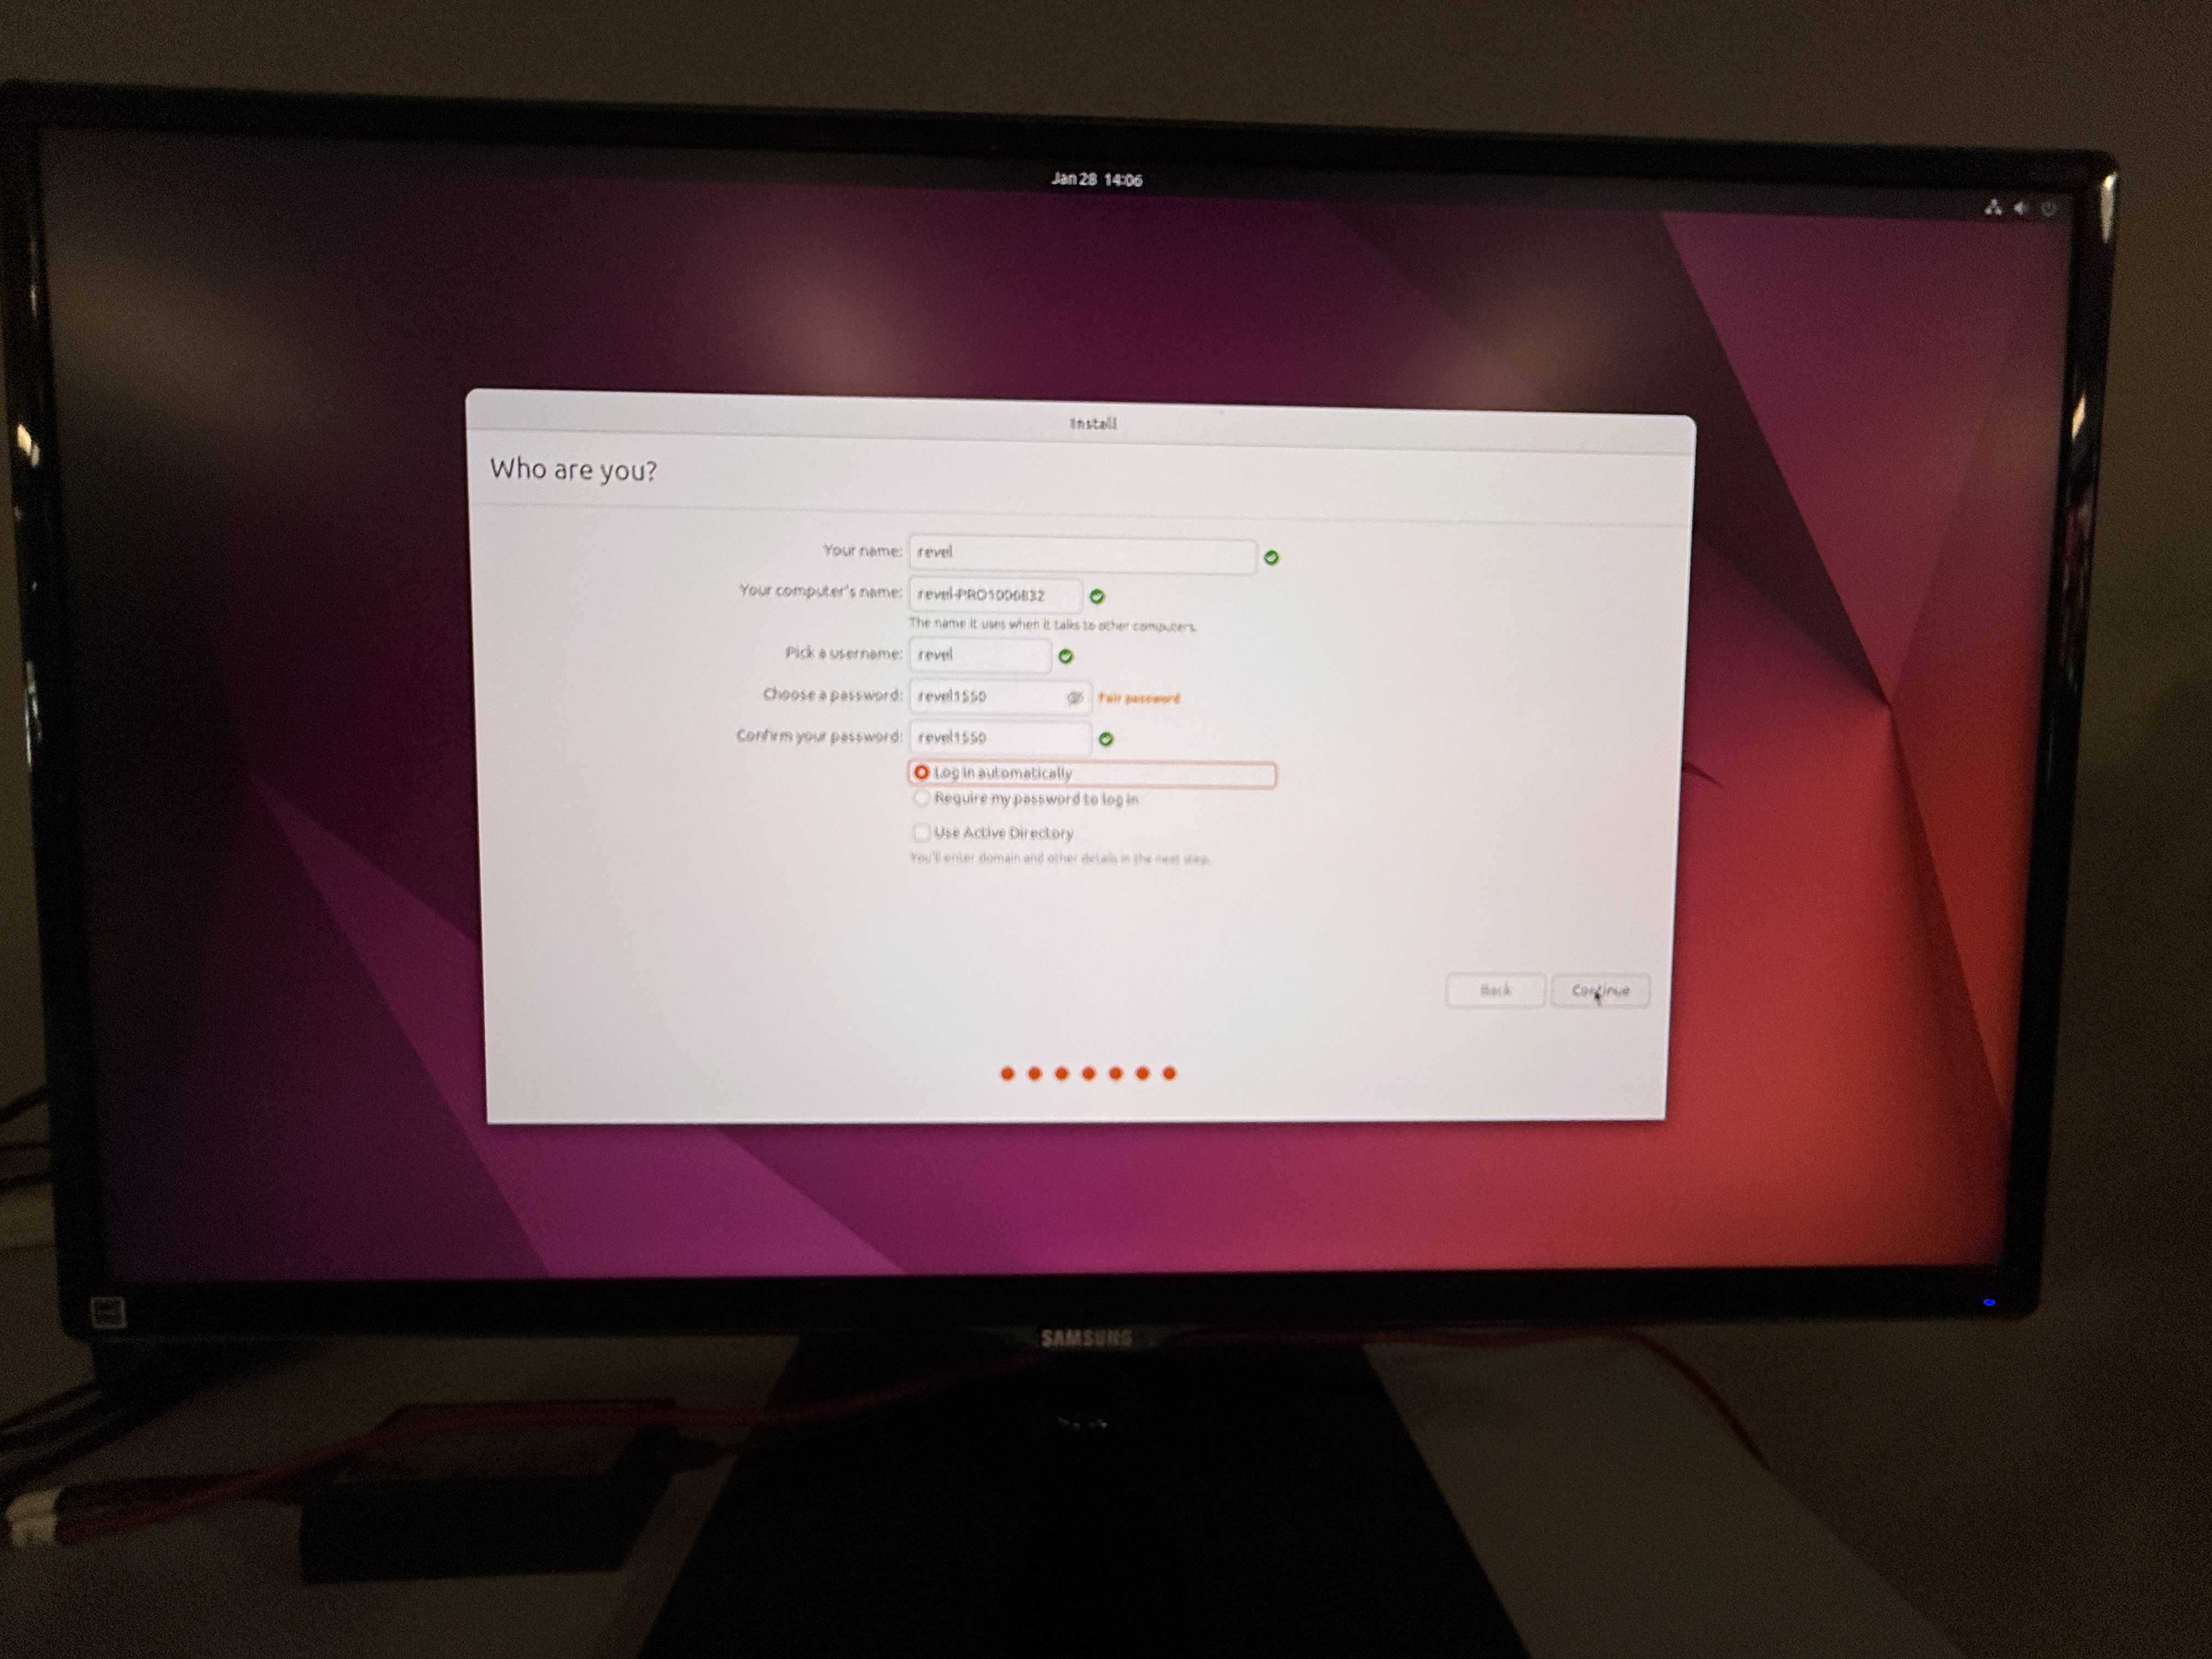 Jan 28 14:06
Install
Who are you?
Your name: revel
Your computer's name: revel-PRO1000832
The name it uses when it talks to other computers.
Pick a username: revel
Choose a password: revel1550 Fair password
Confirm your password: revel1550
Log in automatically
Require my password to log in
Use Active Directory
You'll enter domain and other details in the next step.
Back Continue
SAMSUNG